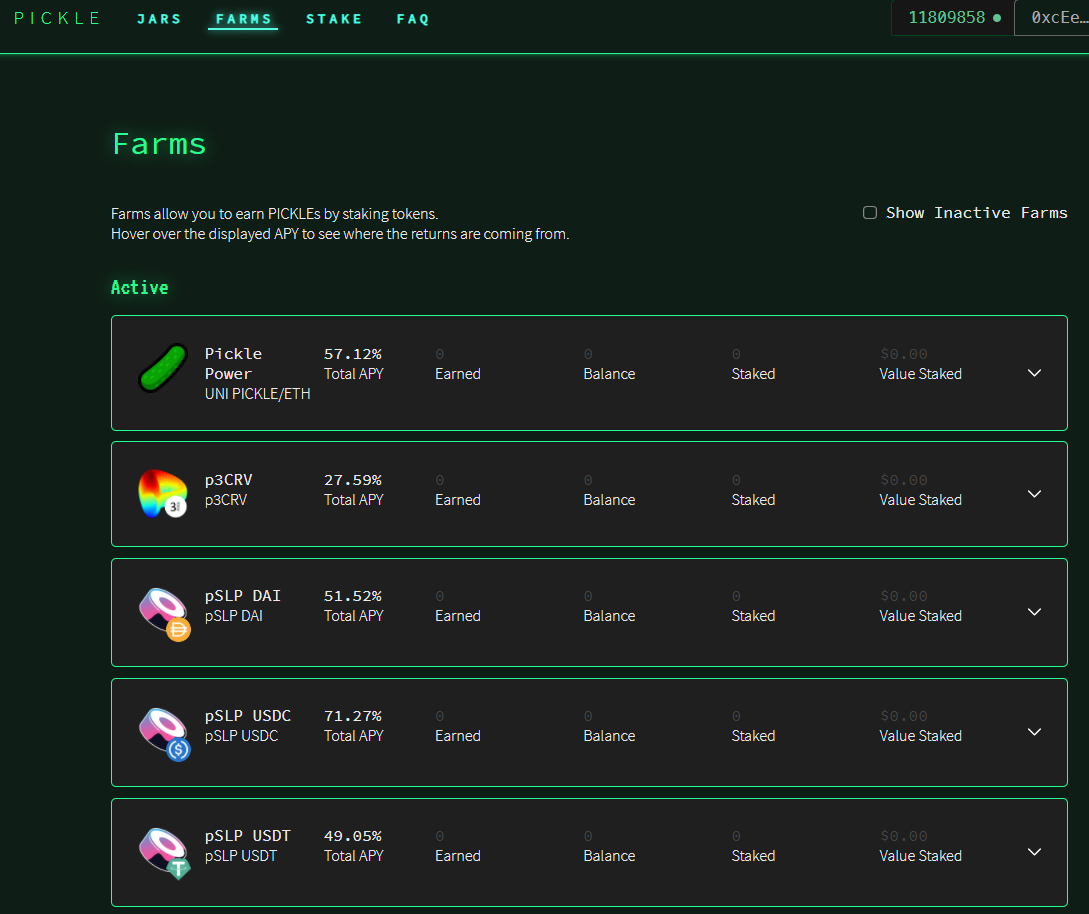 PICKLE JARS FARMS STAKE FAQ 11809858 0xcEe…
Farms
Farms allow you to earn PICKLEs by staking tokens.
Hover over the displayed APY to see where the returns are coming from.
Show Inactive Farms
Active
Pickle Power
UNI PICKLE/ETH
57.12%
Total APY
0
Earned
0
Balance
0
Staked
$0.00
Value Staked
p3CRV
p3CRV
27.59%
Total APY
0
Earned
0
Balance
0
Staked
$0.00
Value Staked
pSLP DAI
pSLP DAI
51.52%
Total APY
0
Earned
0
Balance
0
Staked
$0.00
Value Staked
pSLP USDC
pSLP USDC
71.27%
Total APY
0
Earned
0
Balance
0
Staked
$0.00
Value Staked
pSLP USDT
pSLP USDT
49.05%
Total APY
0
Earned
0
Balance
0
Staked
$0.00
Value Staked